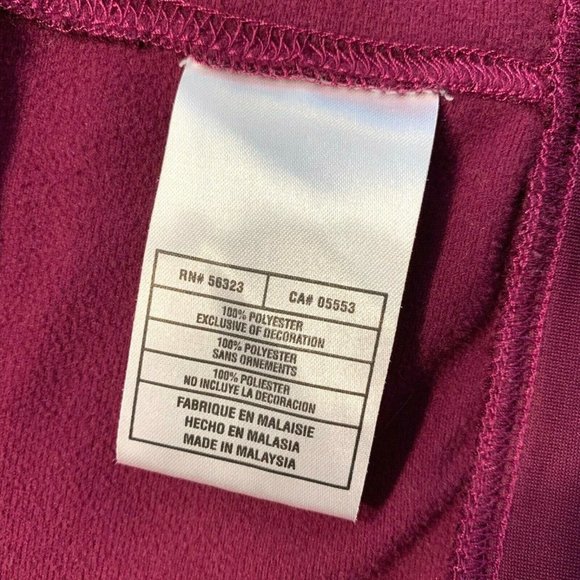 RN# 56323
CA# 05553
100% POLYESTER
EXCLUSIVE OF DECORATION
100% POLYESTER
SANS ORNEMENTS
100% POLIESTER
NO INCLUYE LA DECORACION
FABRIQUE EN MALAISIE
HECHO EN MALASIA
MADE IN MALAYSIA